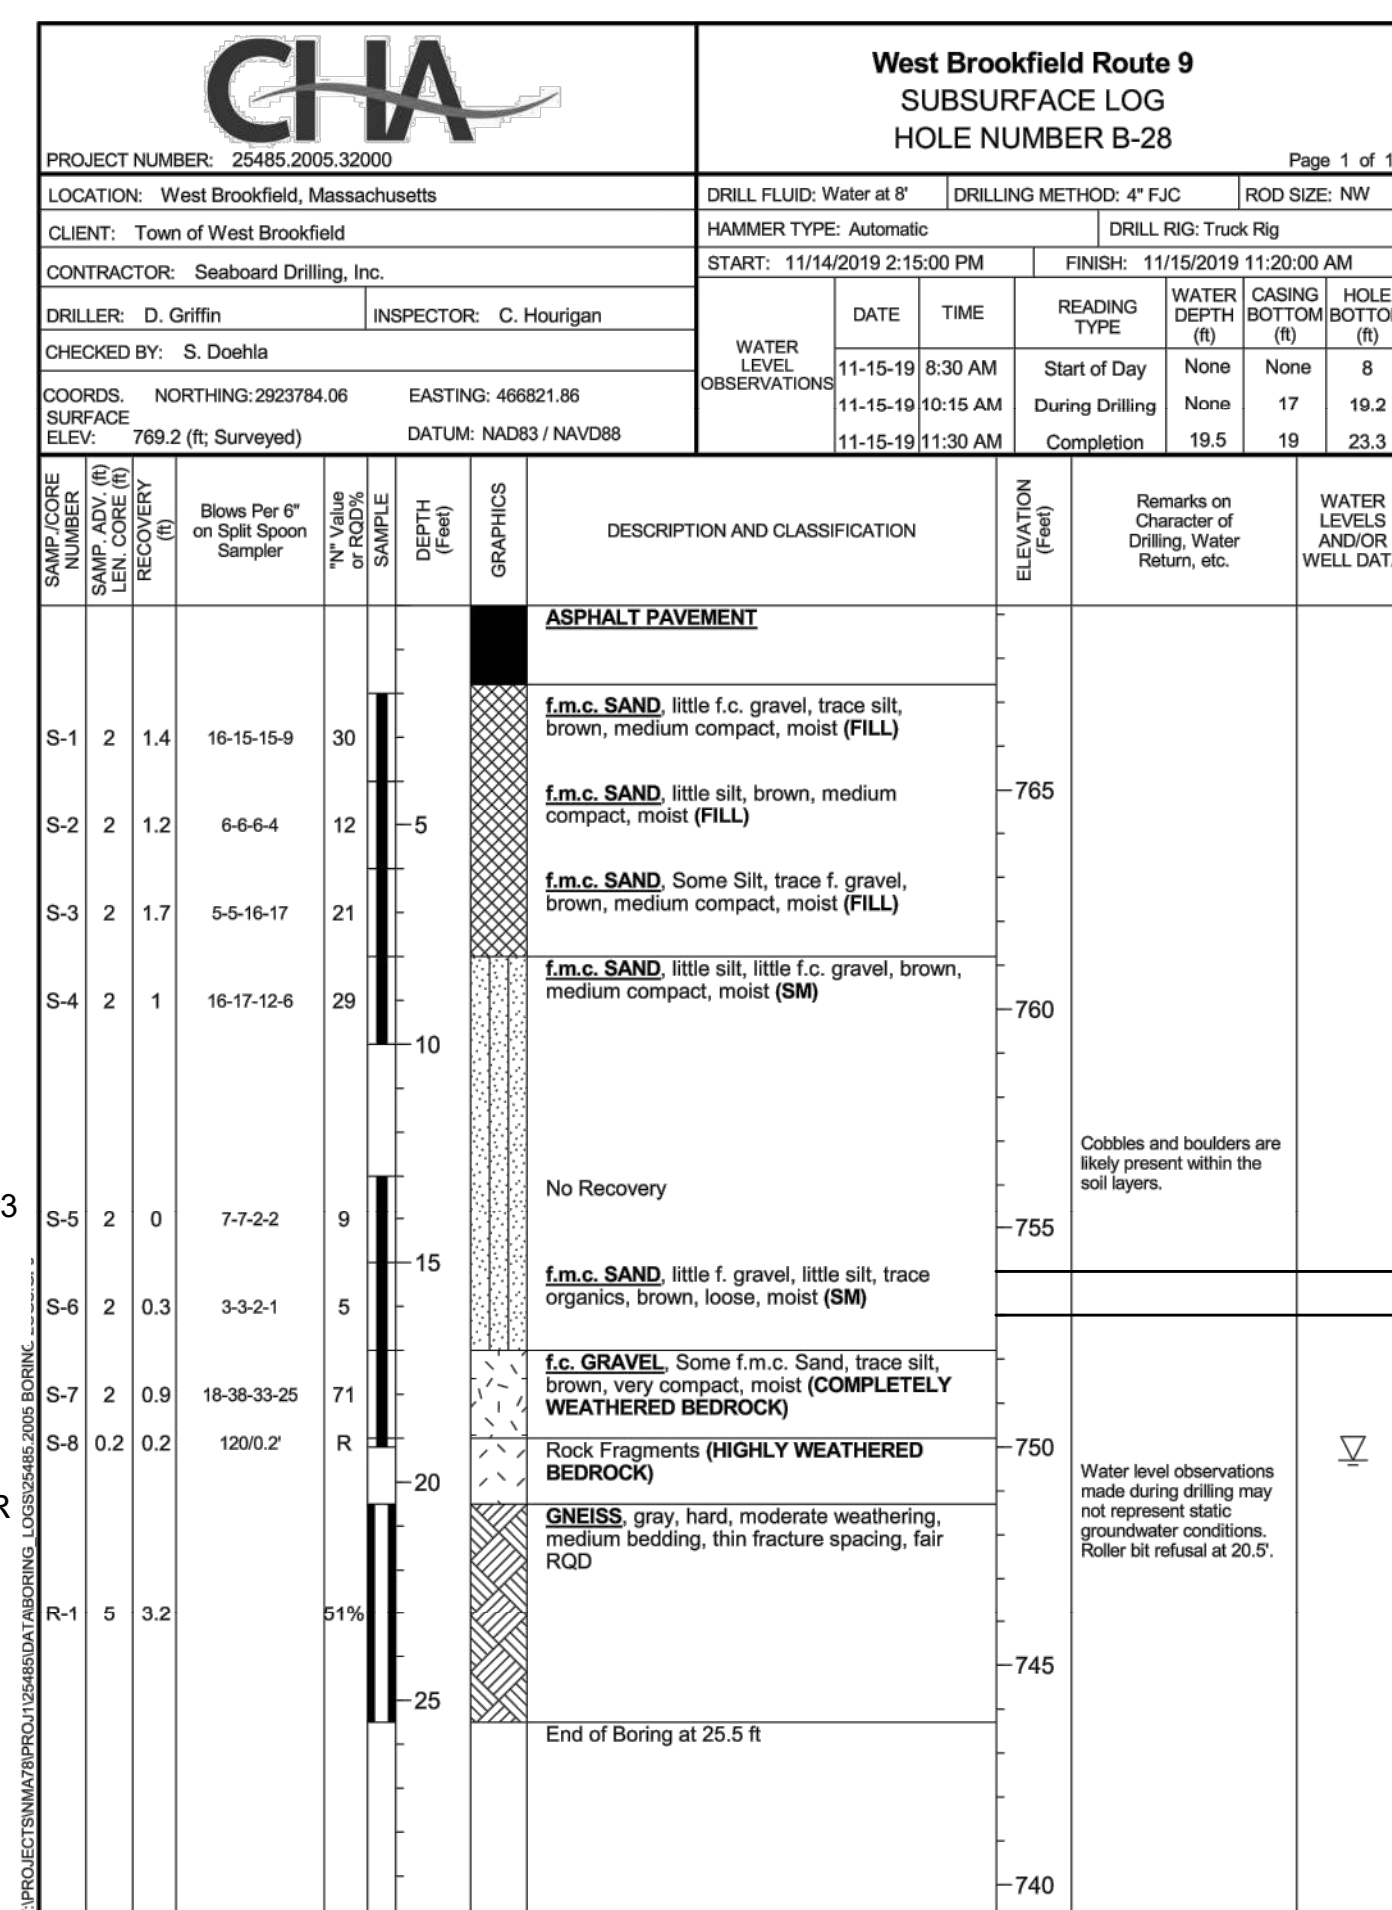 CHA
PROJECT NUMBER: 25485.2005.32000
West Brookfield Route 9
SUBSURFACE LOG
HOLE NUMBER B-28
Page 1 of 1
LOCATION: West Brookfield, Massachusetts
DRILL FLUID: Water at 8' DRILLING METHOD: 4" FJC ROD SIZE: NW
CLIENT: Town of West Brookfield
HAMMER TYPE: Automatic DRILL RIG: Truck Rig
CONTRACTOR: Seaboard Drilling, Inc.
START: 11/14/2019 2:15:00 PM FINISH: 11/15/2019 11:20:00 AM
DRILLER: D. Griffin INSPECTOR: C. Hourigan
CHECKED BY: S. Doehla
COORDS. NORTHING: 2923784.06 EASTING: 466821.86
SURFACE
ELEV: 769.2 (ft; Surveyed) DATUM: NAD83 / NAVD88
WATER
LEVEL
OBSERVATIONS
DATE TIME READING TYPE WATER DEPTH (ft) CASING BOTTOM (ft) HOLE BOTTO (ft)
11-15-19 8:30 AM Start of Day None None 8
11-15-19 10:15 AM During Drilling None 17 19.2
11-15-19 11:30 AM Completion 19.5 19 23.3
SAMP./CORE NUMBER
SAMP. ADV. (ft) LEN. CORE (ft)
RECOVERY (ft)
Blows Per 6"
on Split Spoon
Sampler
"N" Value or RQD%
SAMPLE
DEPTH (Feet)
GRAPHICS
DESCRIPTION AND CLASSIFICATION
ELEVATION (Feet)
Remarks on
Character of
Drilling, Water
Return, etc.
WATER
LEVELS
AND/OR
WELL DAT
ASPHALT PAVEMENT
f.m.c. SAND, little f.c. gravel, trace silt,
brown, medium compact, moist (FILL)
S-1 2 1.4 16-15-15-9 30
765
f.m.c. SAND, little silt, brown, medium
compact, moist (FILL)
S-2 2 1.2 6-6-6-4 12 5
f.m.c. SAND, Some Silt, trace f. gravel,
brown, medium compact, moist (FILL)
S-3 2 1.7 5-5-16-17 21
f.m.c. SAND, little silt, little f.c. gravel, brown,
medium compact, moist (SM)
S-4 2 1 16-17-12-6 29
760
10
Cobbles and boulders are
likely present within the
soil layers.
No Recovery
3
S-5 2 0 7-7-2-2 9
755
15
f.m.c. SAND, little f. gravel, little silt, trace
organics, brown, loose, moist (SM)
S-6 2 0.3 3-3-2-1 5
f.c. GRAVEL, Some f.m.c. Sand, trace silt,
brown, very compact, moist (COMPLETELY
WEATHERED BEDROCK)
S-7 2 0.9 18-38-33-25 71
S-8 0.2 0.2 120/0.2' R
750
Rock Fragments (HIGHLY WEATHERED
BEDROCK)
20
Water level observations
made during drilling may
not represent static
groundwater conditions.
Roller bit refusal at 20.5'.
R
GNEISS, gray, hard, moderate weathering,
medium bedding, thin fracture spacing, fair
RQD
R-1 5 3.2 51%
745
25
End of Boring at 25.5 ft
740
:\PROJECTS\NMA78\PROJ1\25485\DATA\BORING_LOGS\25485.2005 BORING